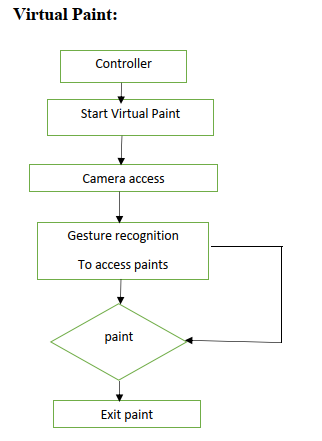 Virtual Paint:
Controller
Start Virtual Paint
Camera access
Gesture recognition
To access paints
paint
Exit paint